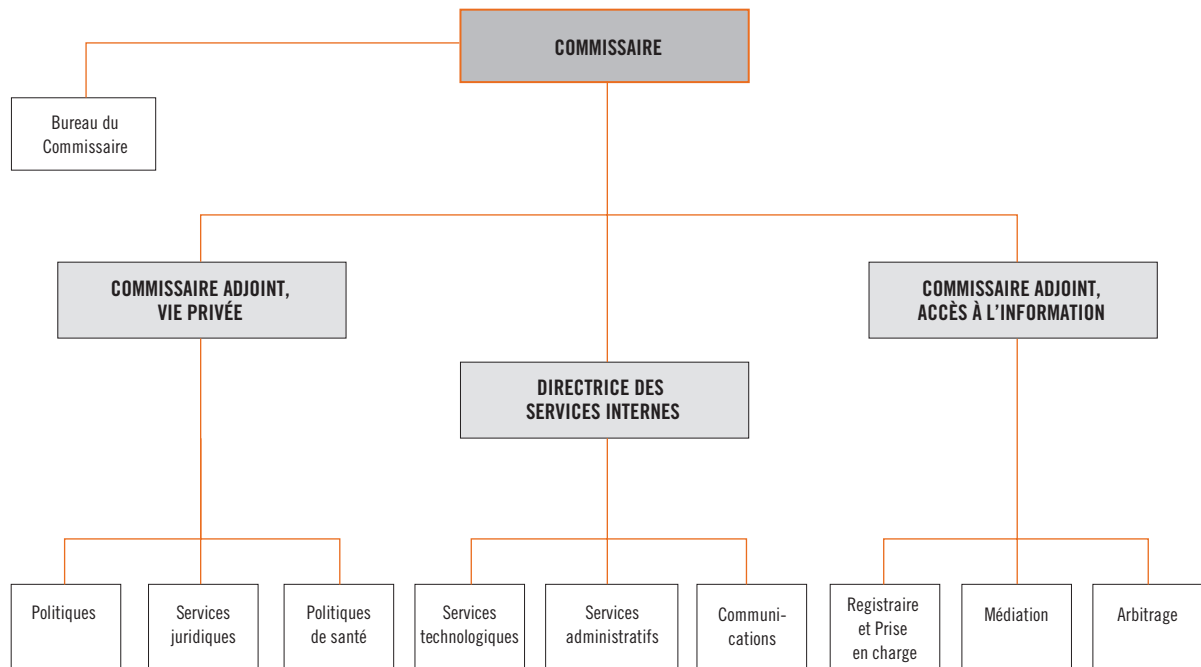 COMMISSAIRE
Bureau du
Commissaire
COMMISSAIRE ADJOINT,
VIE PRIVÉE
COMMISSAIRE ADJOINT,
ACCÈS À L’INFORMATION
DIRECTRICE DES
SERVICES INTERNES
Politiques
Services
juridiques
Politiques
de santé
Services
technologiques
Services
administratifs
Communi-
cations
Registraire
et Prise
en charge
Médiation
Arbitrage